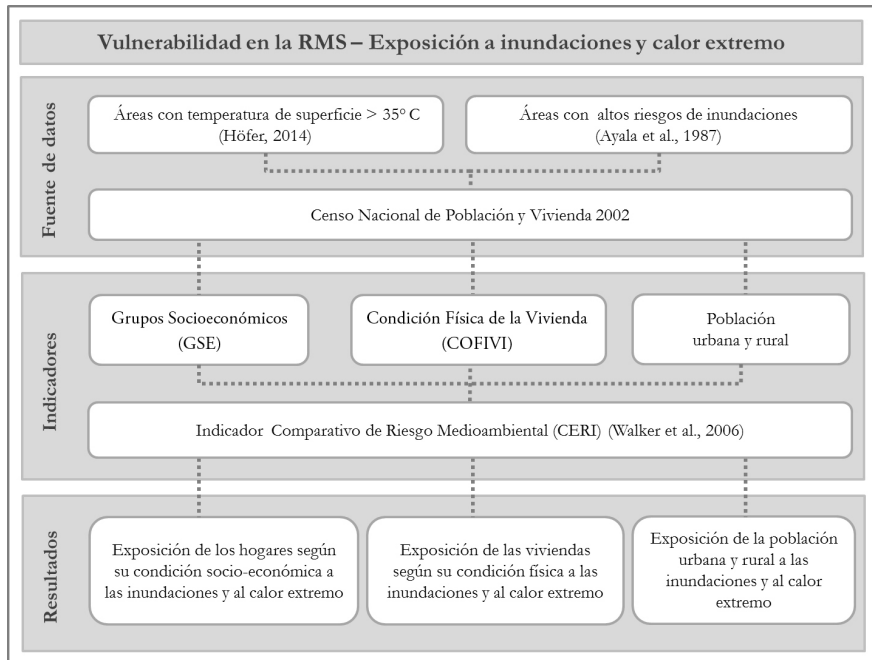 Vulnerabilidad en la RMS – Exposición a inundaciones y calor extremo
Fuente de datos
Áreas con temperatura de superficie > 35º C
(Höfer, 2014)
Áreas con altos riesgos de inundaciones
(Ayala et al., 1987)
Censo Nacional de Población y Vivienda 2002
Indicadores
Grupos Socioeconómicos
(GSE)
Condición Física de la Vivienda
(COFIVI)
Población
urbana y rural
Indicador Comparativo de Riesgo Medioambiental (CERI) (Walker et al., 2006)
Resultados
Exposición de los hogares según
su condición socio-económica a
las inundaciones y al calor extremo
Exposición de las viviendas
según su condición física a las
inundaciones y al calor extremo
Exposición de la población
urbana y rural a las
inundaciones y al calor
extremo